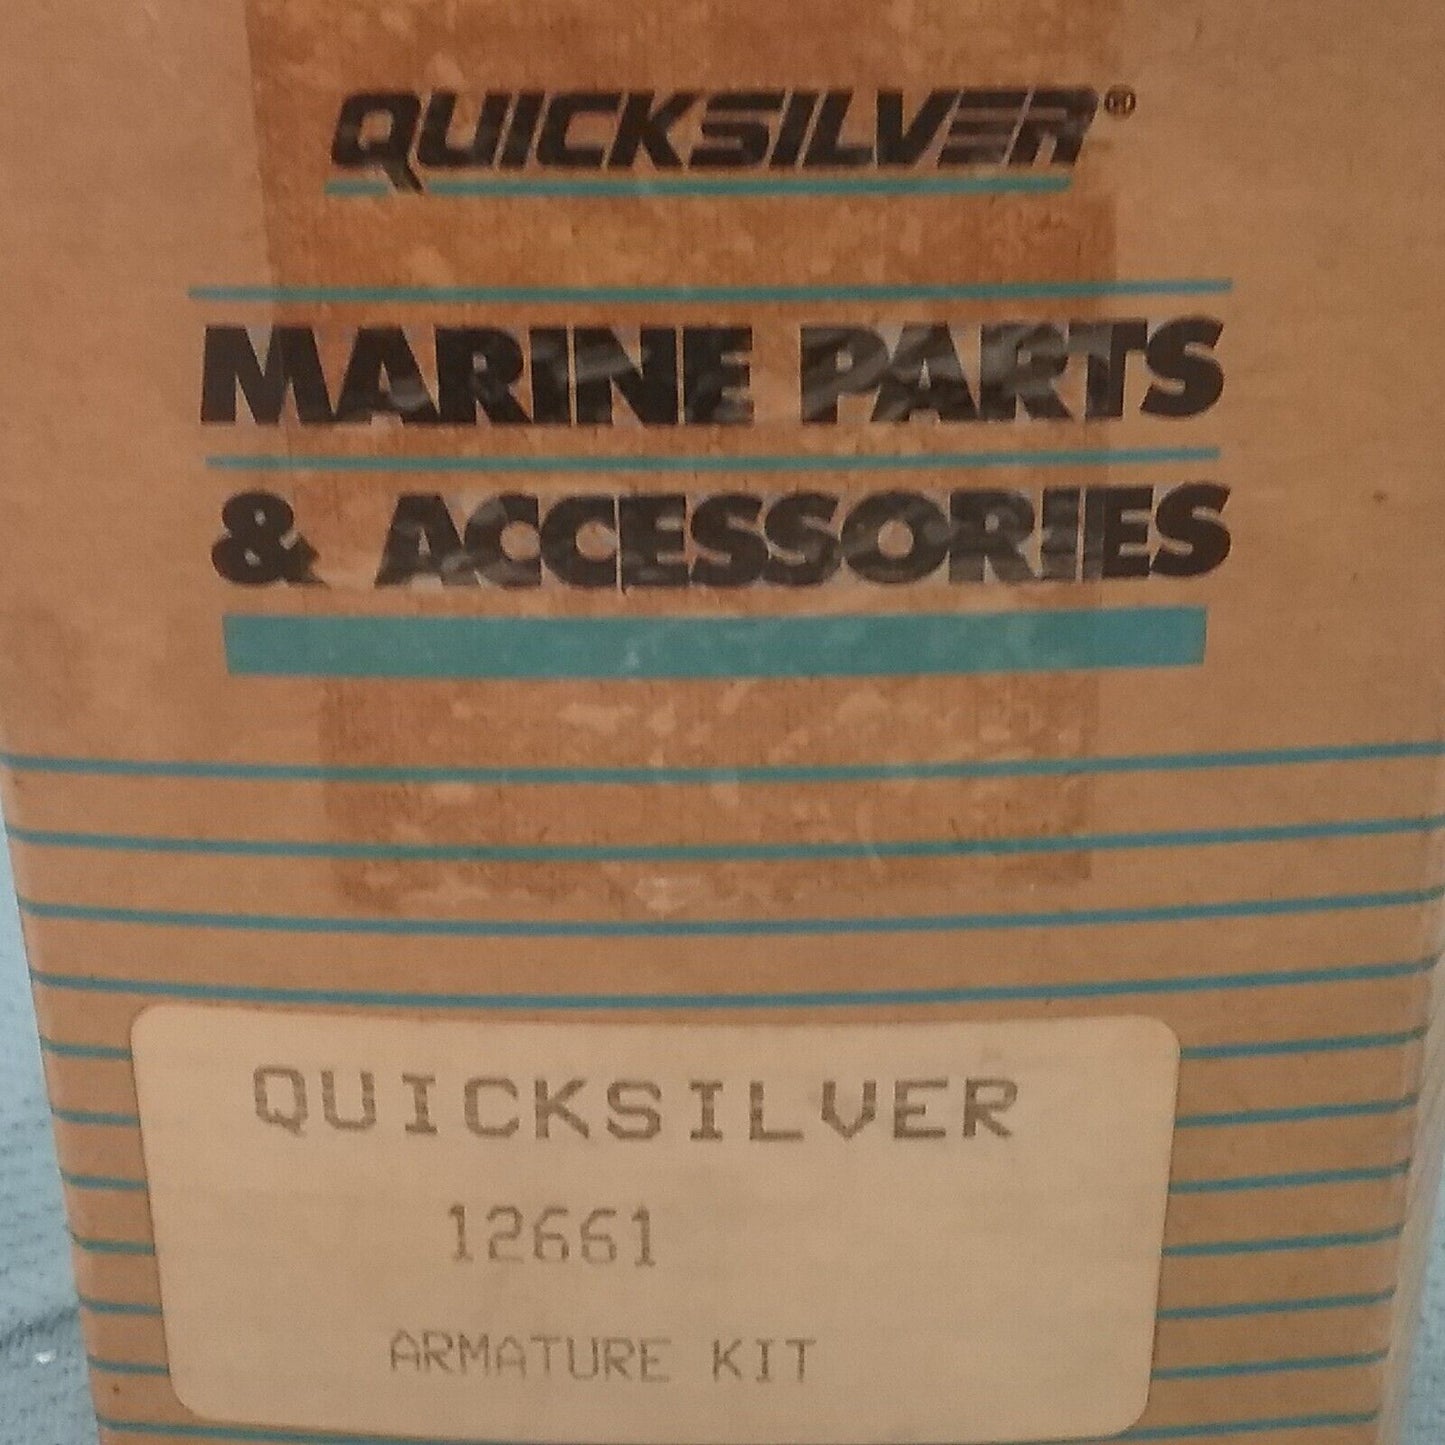 QUICKSILVER®
MARINE PARTS
& ACCESSORIES
QUICKSILVER
12661
ARMATURE KIT